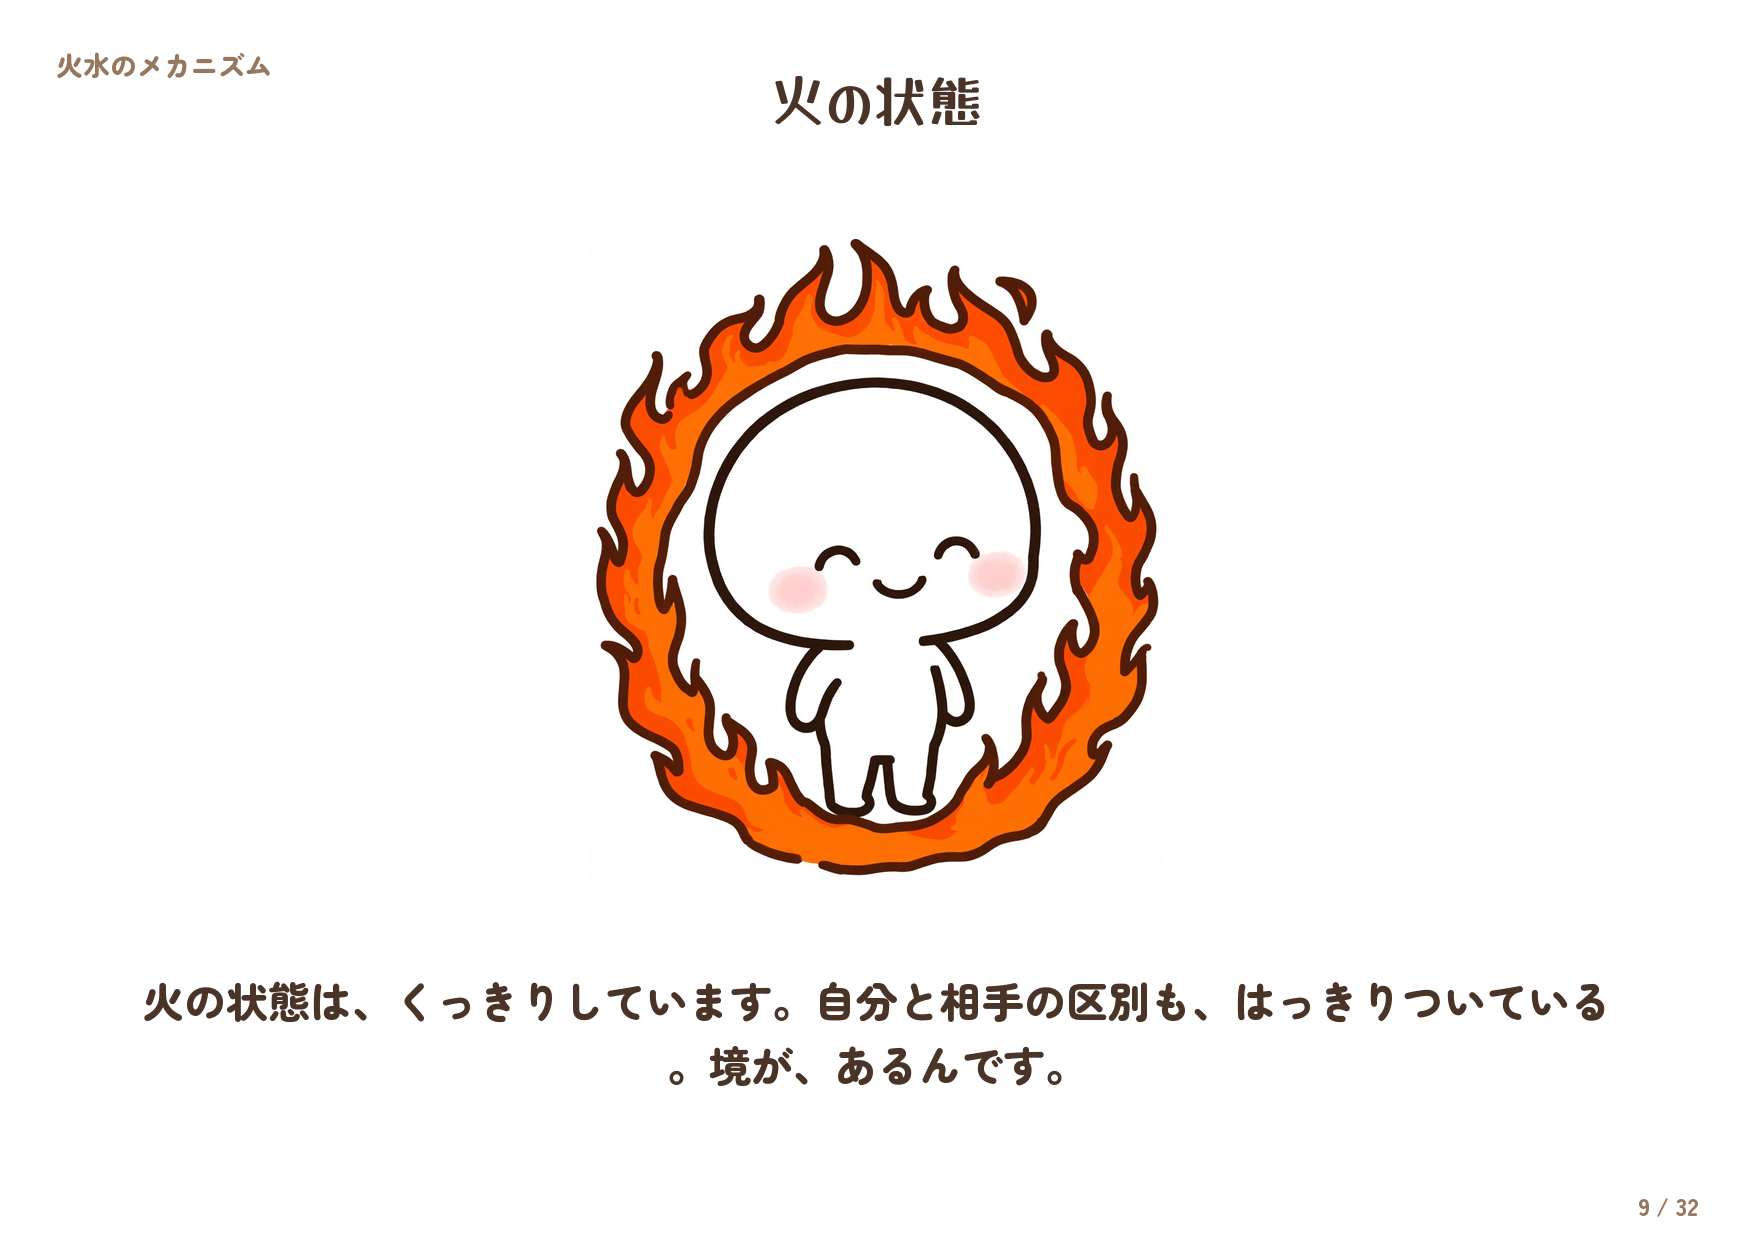 火水のメカニズム
火の状態
火の状態は、くっきりしています。自分と相手の区別も、はっきりついている
。境が、あるんです。
9 / 32